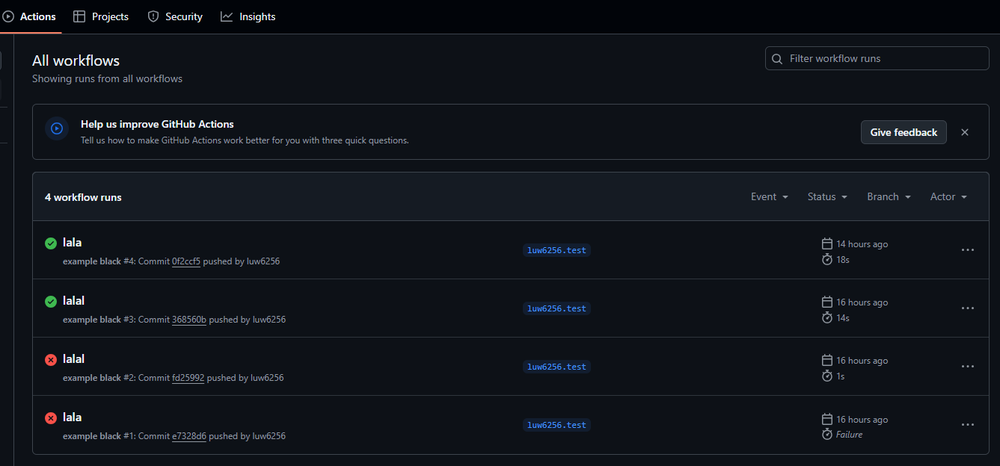 Actions Projects Security Insights
All workflows
Filter workflow runs
Showing runs from all workflows
Help us improve GitHub Actions
Tell us how to make GitHub Actions work better for you with three quick questions.
Give feedback
4 workflow runs
Event Status Branch Actor
lala
example black #4: Commit 0f2ccf5 pushed by luw6256
luw6256.test
14 hours ago
18s
lalal
example black #3: Commit 368560b pushed by luw6256
luw6256.test
16 hours ago
14s
lalal
example black #2: Commit fd25992 pushed by luw6256
luw6256.test
16 hours ago
1s
lala
example black #1: Commit e7328d6 pushed by luw6256
luw6256.test
16 hours ago
Failure